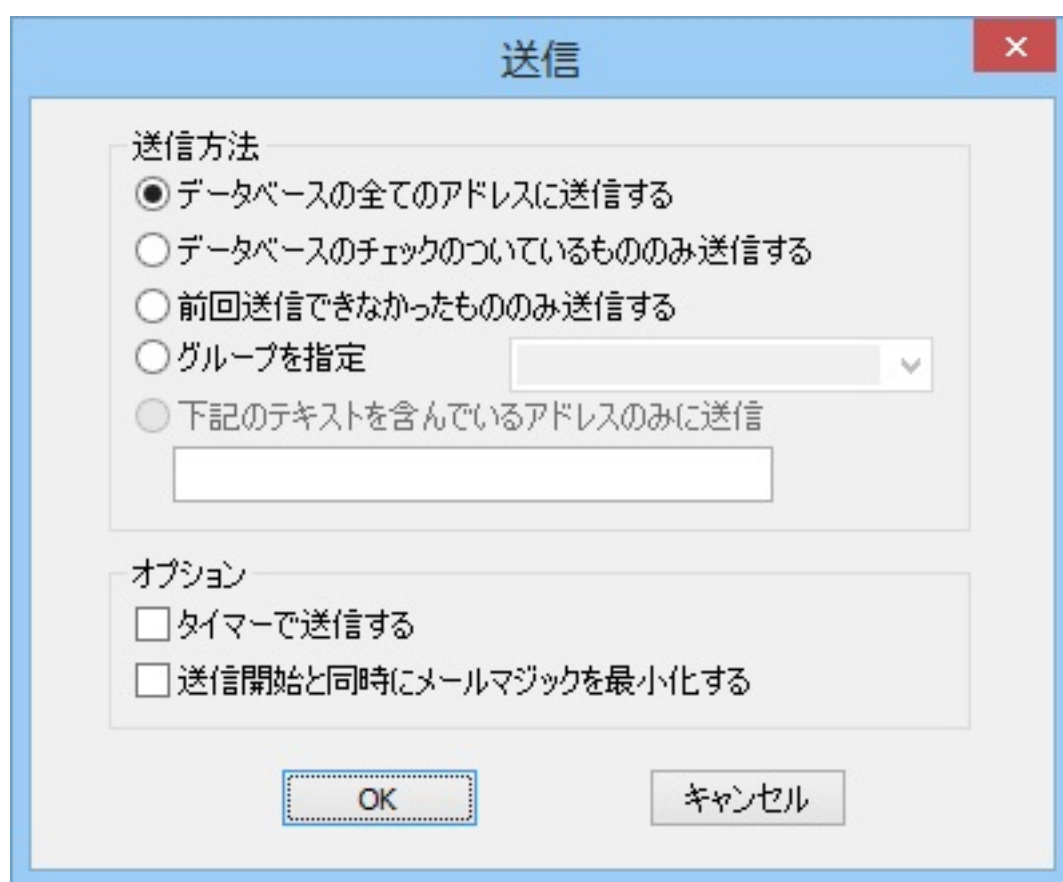 送信
送信方法
データベースの全てのアドレスに送信する
データベースのチェックのついているもののみ送信する
前回送信できなかったもののみ送信する
グループを指定
下記のテキストを含んでいるアドレスのみに送信
オプション
タイマーで送信する
送信開始と同時にメールマジックを最小化する
OK キャンセル